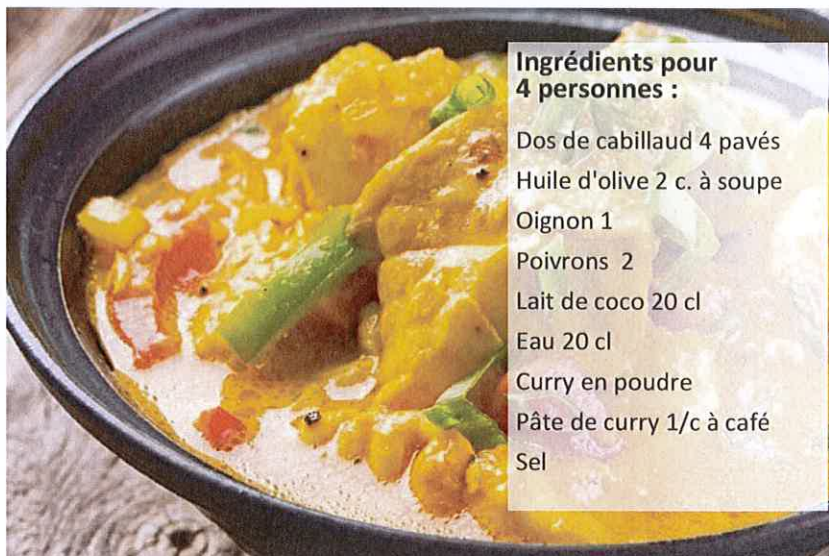 Ingrédients pour
4 personnes :
Dos de cabillaud 4 pavés
Huile d'olive 2 c. à soupe
Oignon 1
Poivrons 2
Lait de coco 20 cl
Eau 20 cl
Curry en poudre
Pâte de curry 1/c à café
Sel